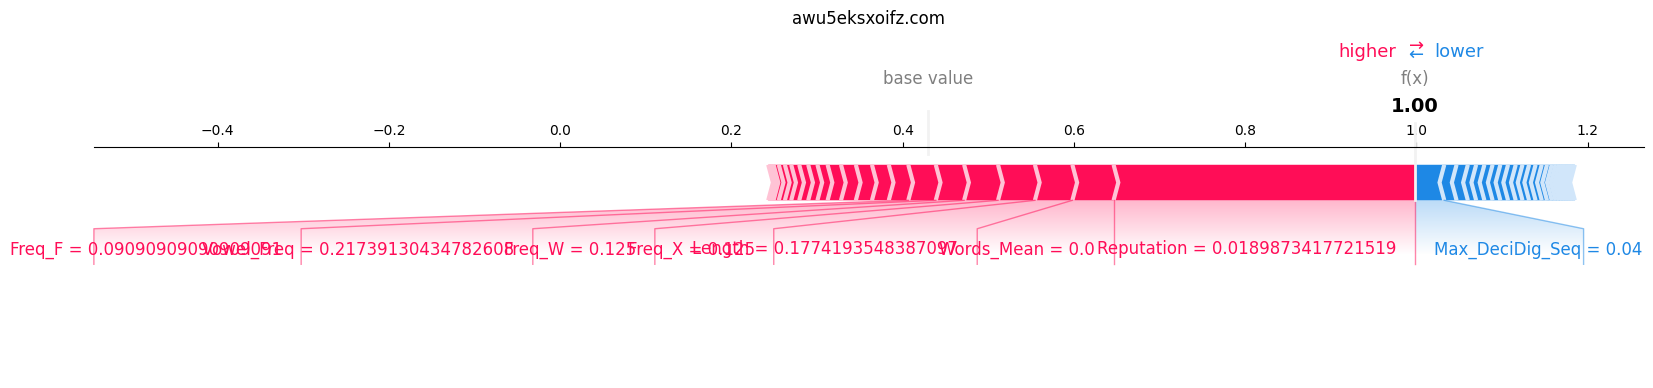 awu5eksxoifz.com
higher ⇄ lower
base value
f(x)
1.00
−0.4 −0.2 0.0 0.2 0.4 0.6 0.8 1.0 1.2
Freq_F = 0.09090909090909091 Vowel_Freq = 0.21739130434782608 Freq_W = 0.125 Freq_X = 0.125 Length = 0.1774193548387097 Words_Mean = 0.0 Reputation = 0.0189873417721519 Max_DeciDig_Seq = 0.04